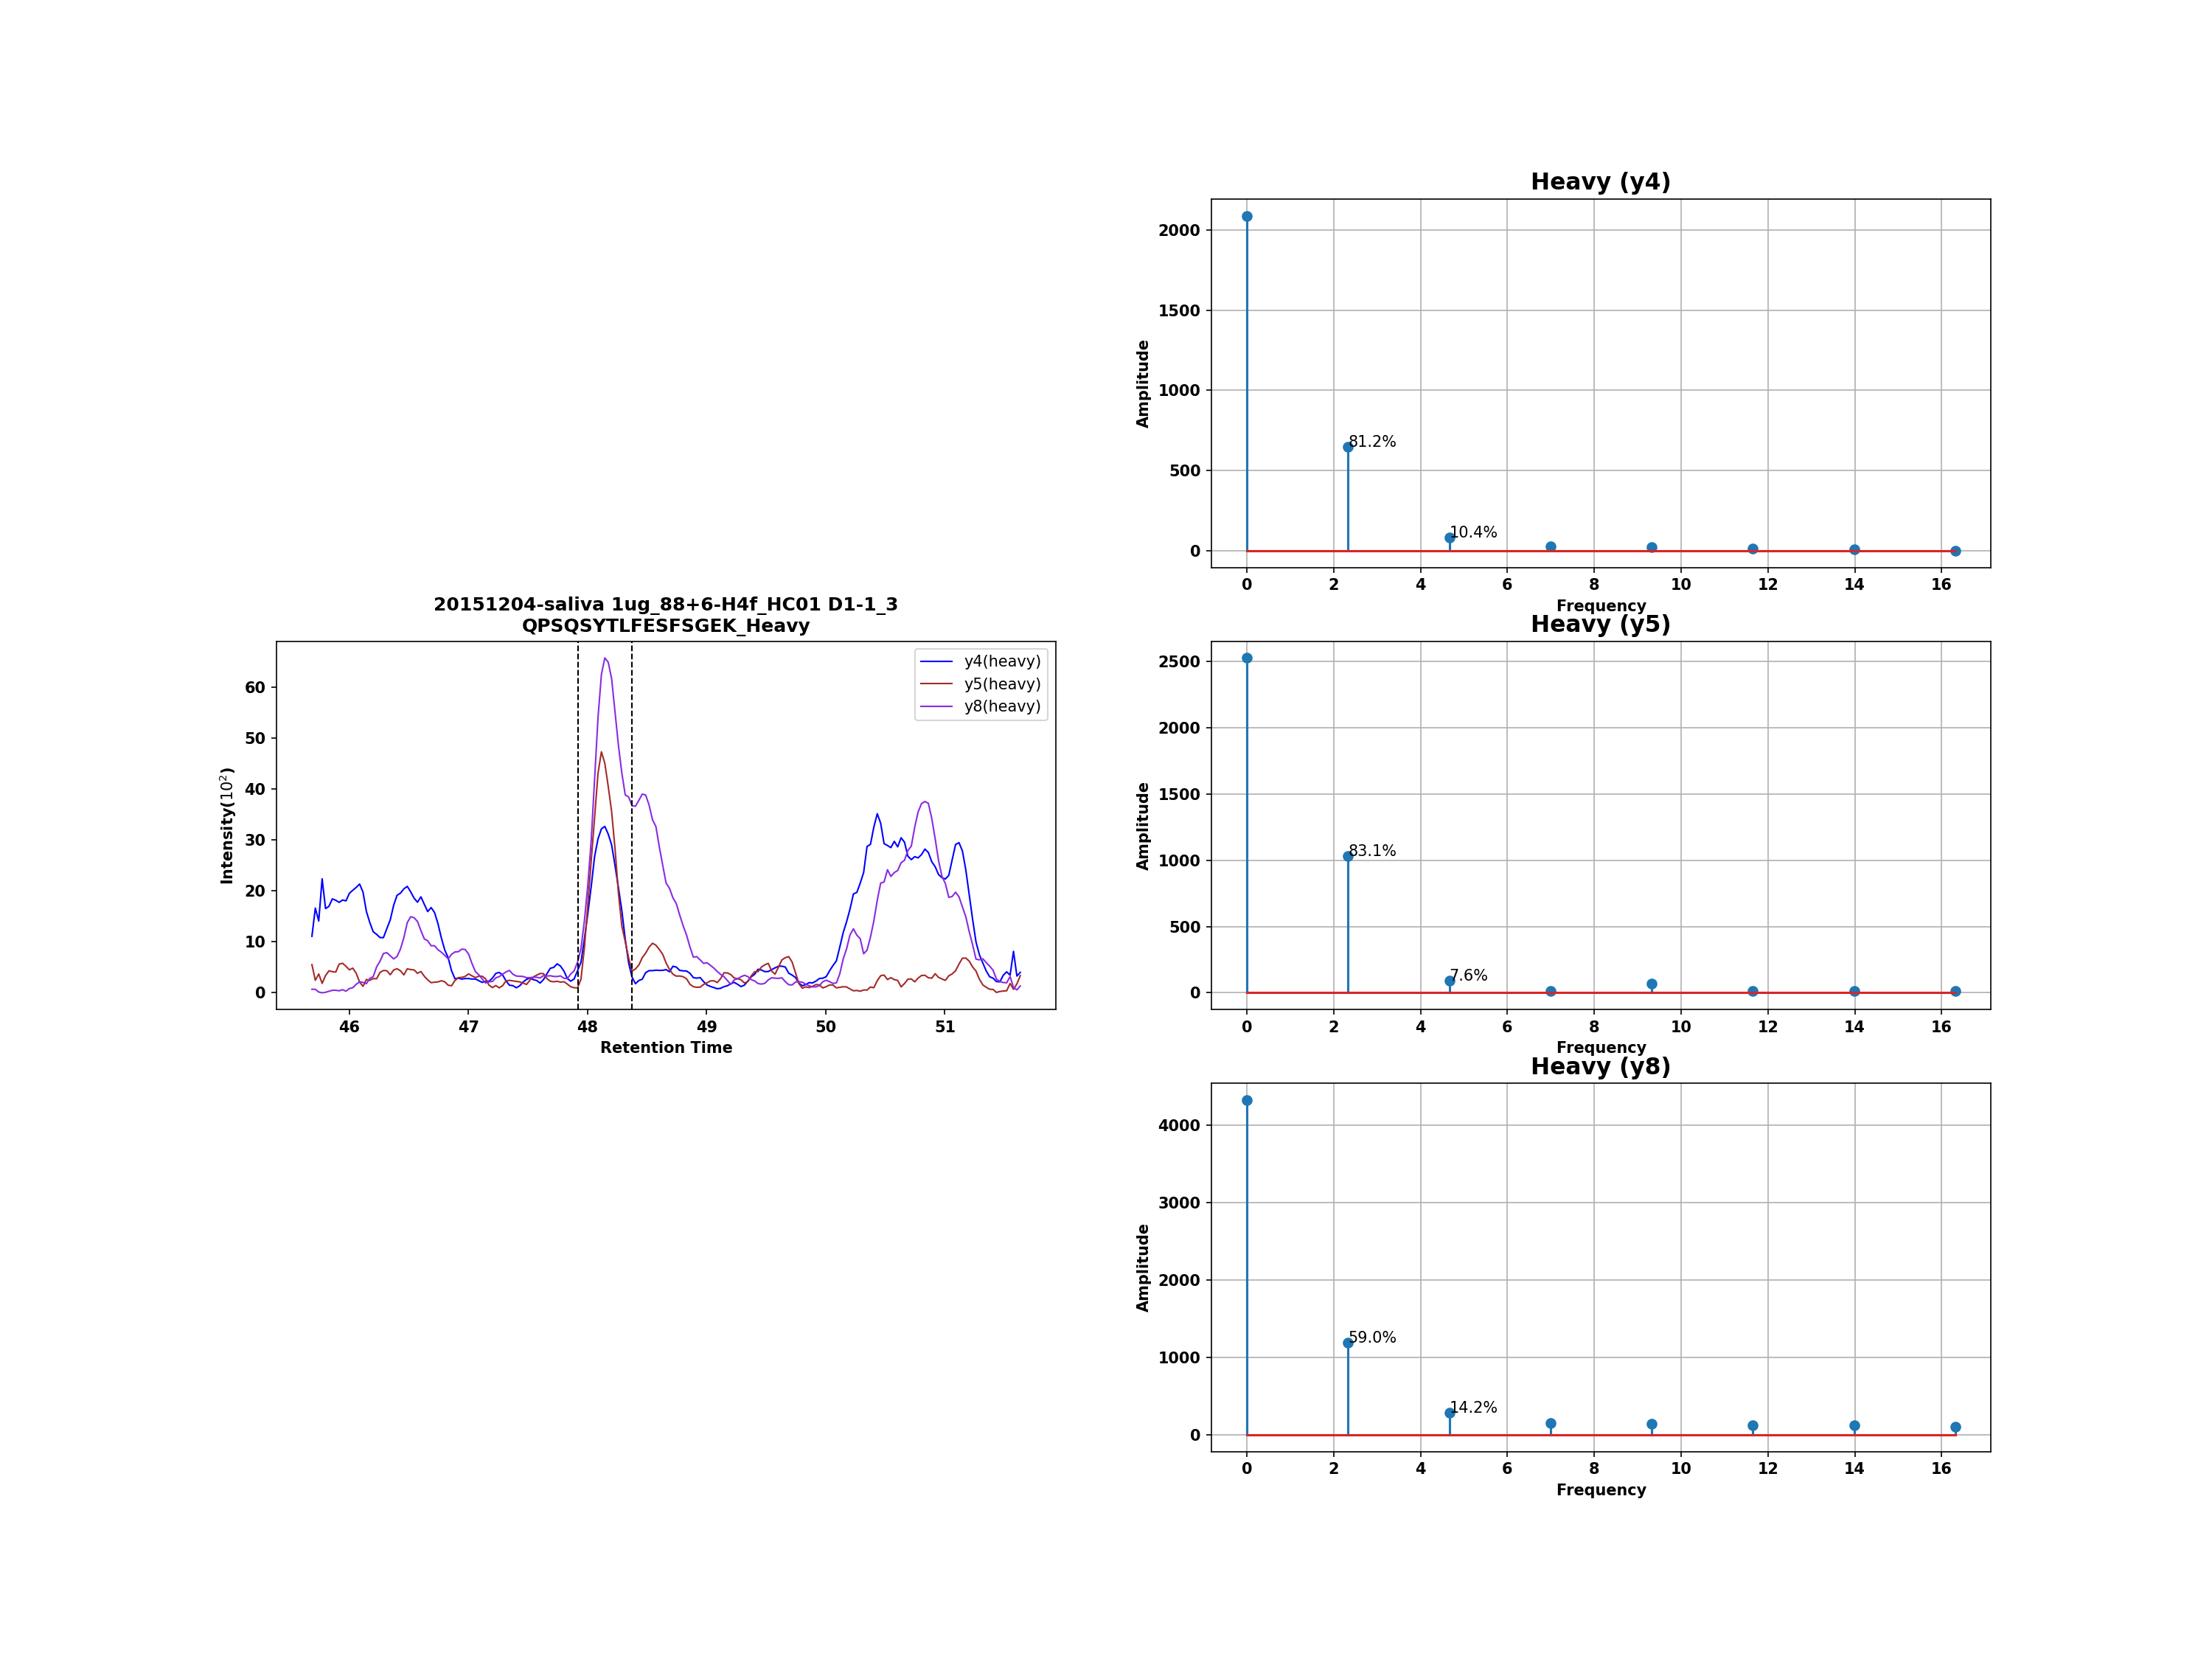 20151204-saliva 1ug_88+6-H4f_HC01 D1-1_3
QPSQSYTLFESFSGEK_Heavy
Intensity(10²)
60
50
40
30
20
10
0
46 47 48 49 50 51
Retention Time
y4(heavy)
y5(heavy)
y8(heavy)
Heavy (y4)
Amplitude
2000
1500
1000
500
0
81.2%
10.4%
0 2 4 6 8 10 12 14 16
Frequency
Heavy (y5)
Amplitude
2500
2000
1500
1000
500
0
83.1%
7.6%
0 2 4 6 8 10 12 14 16
Frequency
Heavy (y8)
Amplitude
4000
3000
2000
1000
0
59.0%
14.2%
0 2 4 6 8 10 12 14 16
Frequency